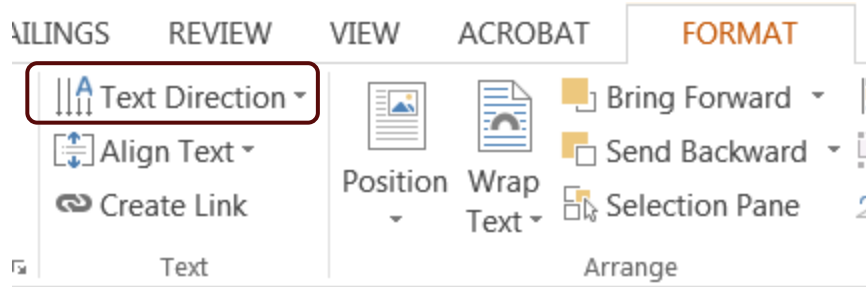 AILINGS REVIEW VIEW ACROBAT FORMAT
Text Direction
Align Text
Create Link
Text
Position
Wrap
Text
Bring Forward
Send Backward
Selection Pane
Arrange